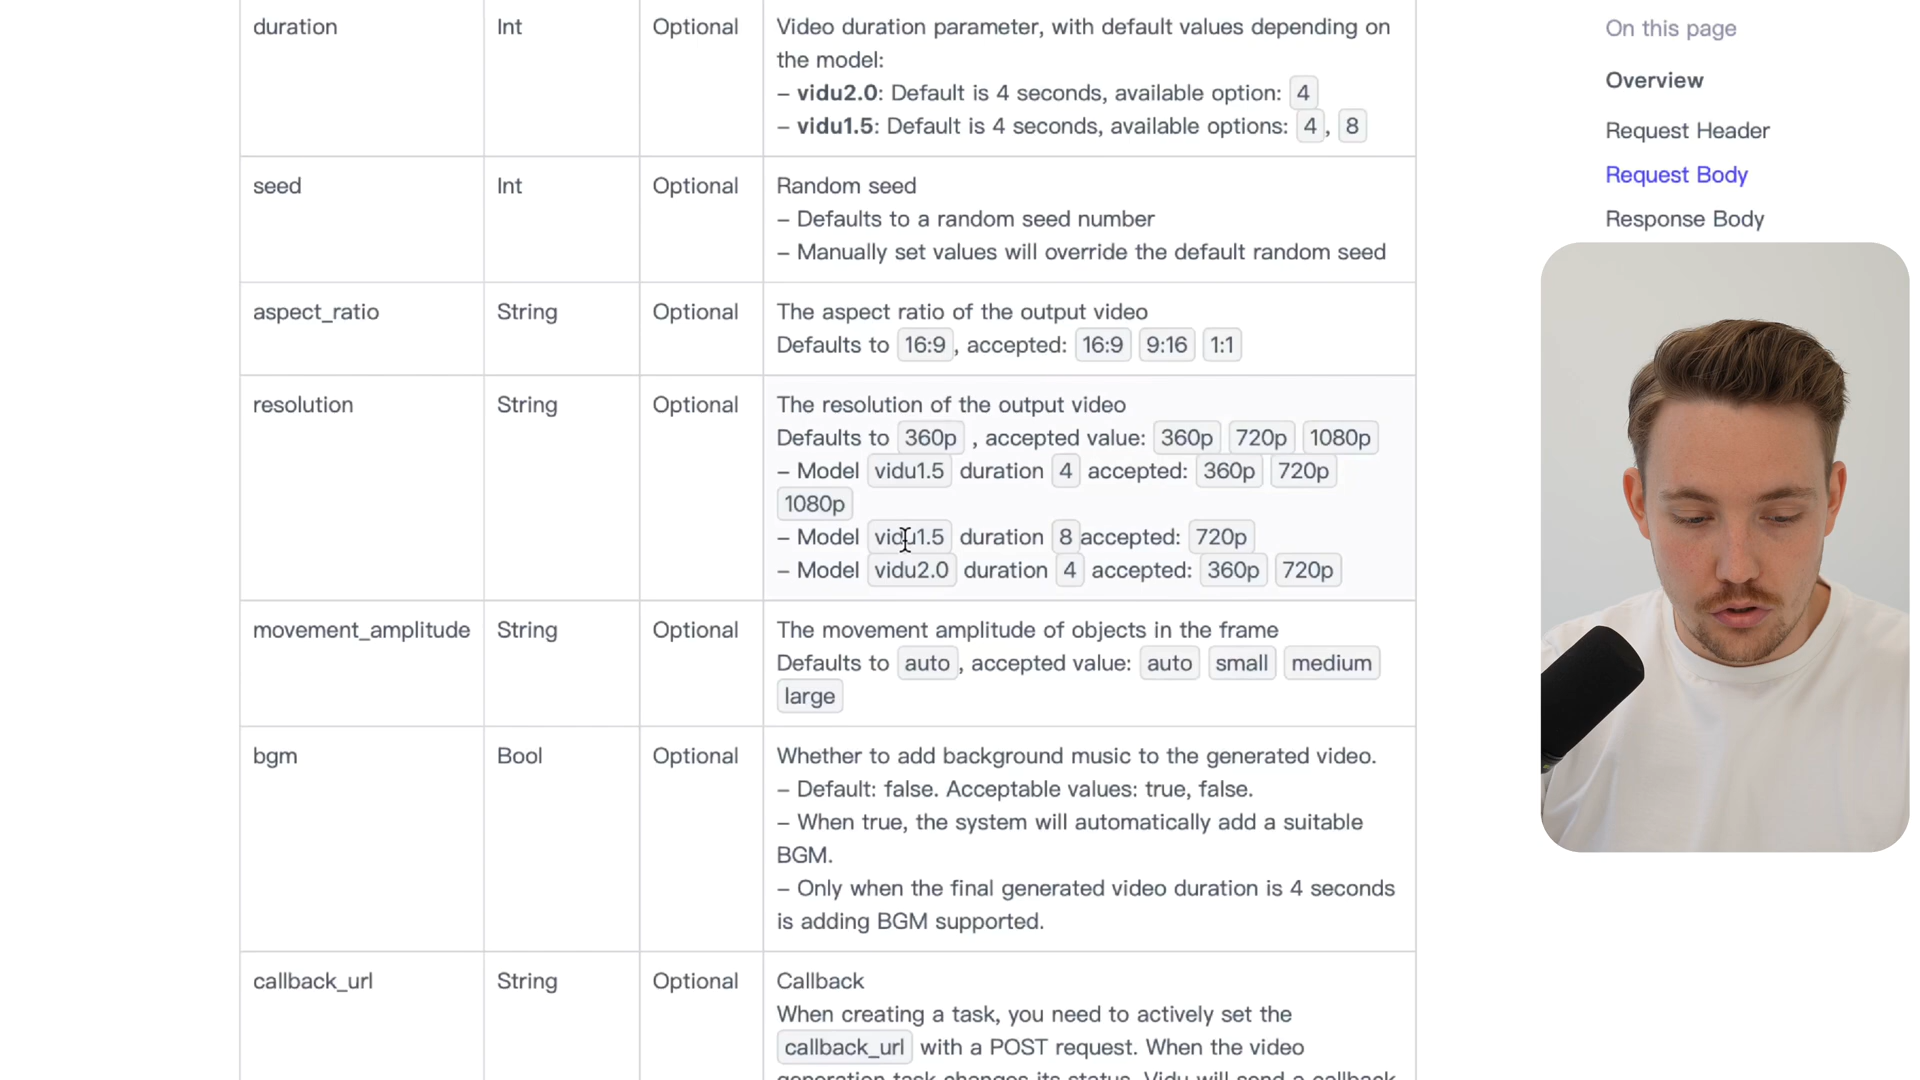 duration Int Optional Video duration parameter, with default values depending on
the model:
– vidu2.0: Default is 4 seconds, available option: 4
– vidu1.5: Default is 4 seconds, available options: 4 , 8
seed Int Optional Random seed
– Defaults to a random seed number
– Manually set values will override the default random seed
aspect_ratio String Optional The aspect ratio of the output video
Defaults to 16:9 , accepted: 16:9 9:16 1:1
resolution String Optional The resolution of the output video
Defaults to 360p , accepted value: 360p 720p 1080p
– Model vidu1.5 duration 4 accepted: 360p 720p
1080p
– Model vidu1.5 duration 8 accepted: 720p
– Model vidu2.0 duration 4 accepted: 360p 720p
movement_amplitude String Optional The movement amplitude of objects in the frame
Defaults to auto , accepted value: auto small medium
large
bgm Bool Optional Whether to add background music to the generated video.
– Default: false. Acceptable values: true, false.
– When true, the system will automatically add a suitable
BGM.
– Only when the final generated video duration is 4 seconds
is adding BGM supported.
callback_url String Optional Callback
When creating a task, you need to actively set the
callback_url with a POST request. When the video
generation task changes its status, Vidu will send a callback
On this page
Overview
Request Header
Request Body
Response Body